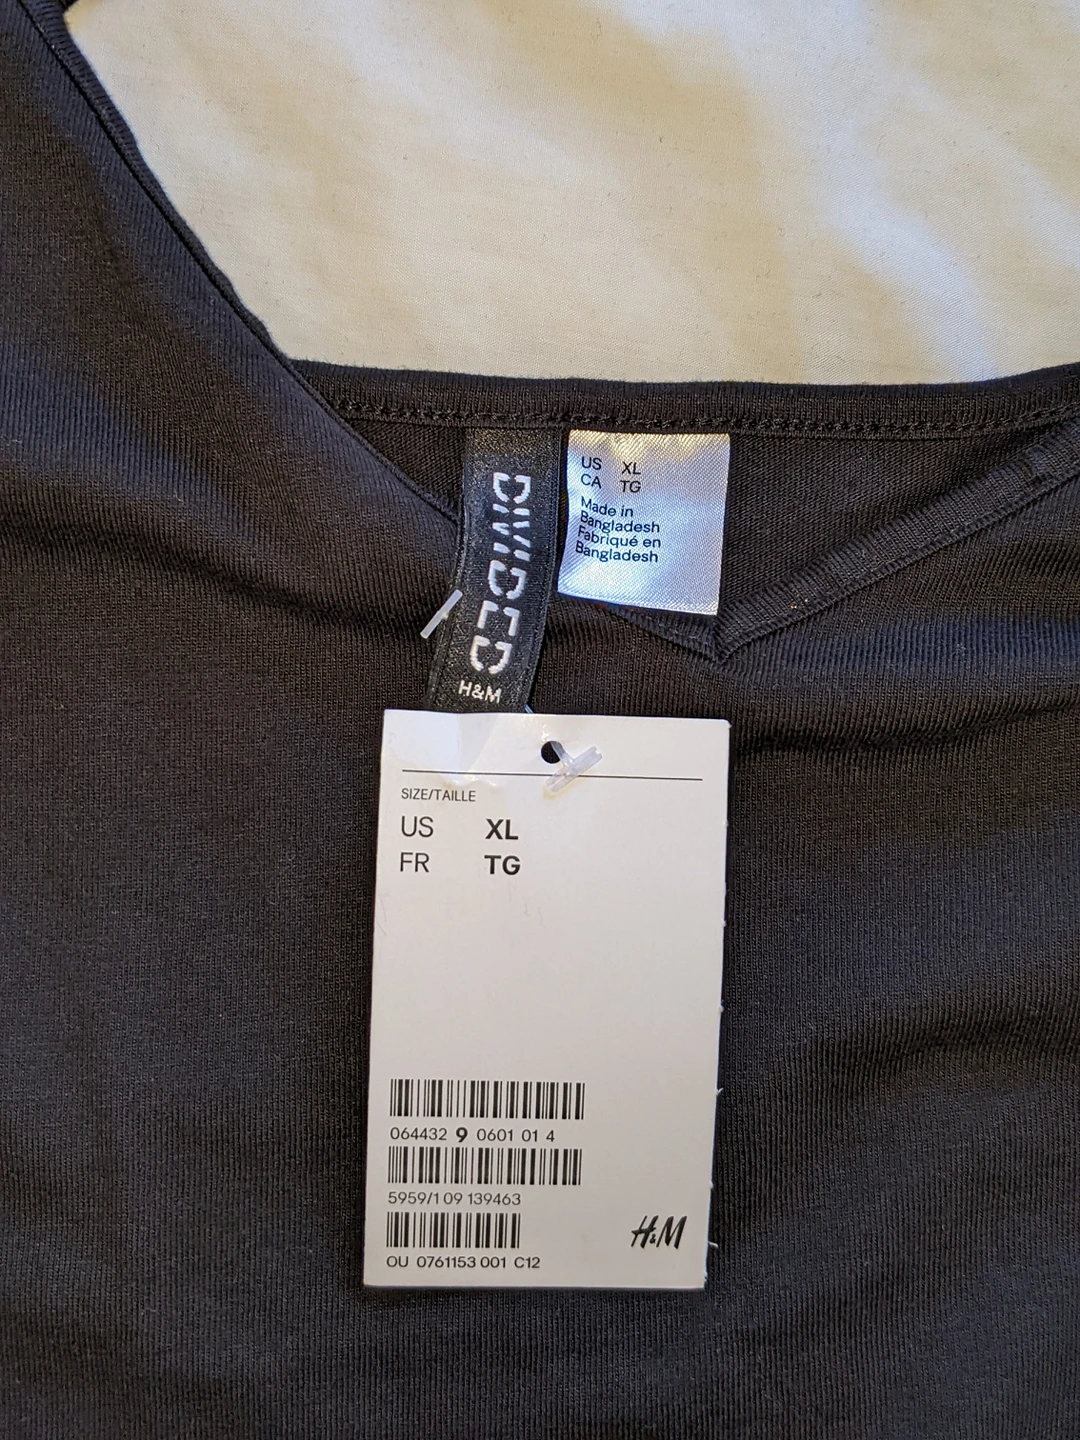 DIVIDED
H&M
US XL
CA TG
Made in
Bangladesh
Fabriqué en
Bangladesh
SIZE/TAILLE
US XL
FR TG
064432 9 0601 01 4
5959/1 09 139463
H&M
OU 0761153 001 C12